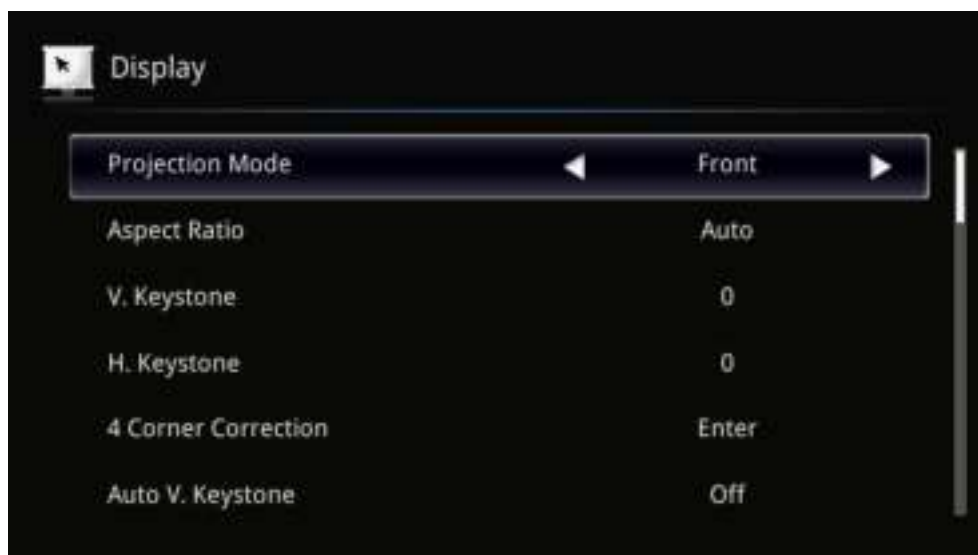 Display
Projection Mode Front
Aspect Ratio Auto
V. Keystone 0
H. Keystone 0
4 Corner Correction Enter
Auto V. Keystone Off